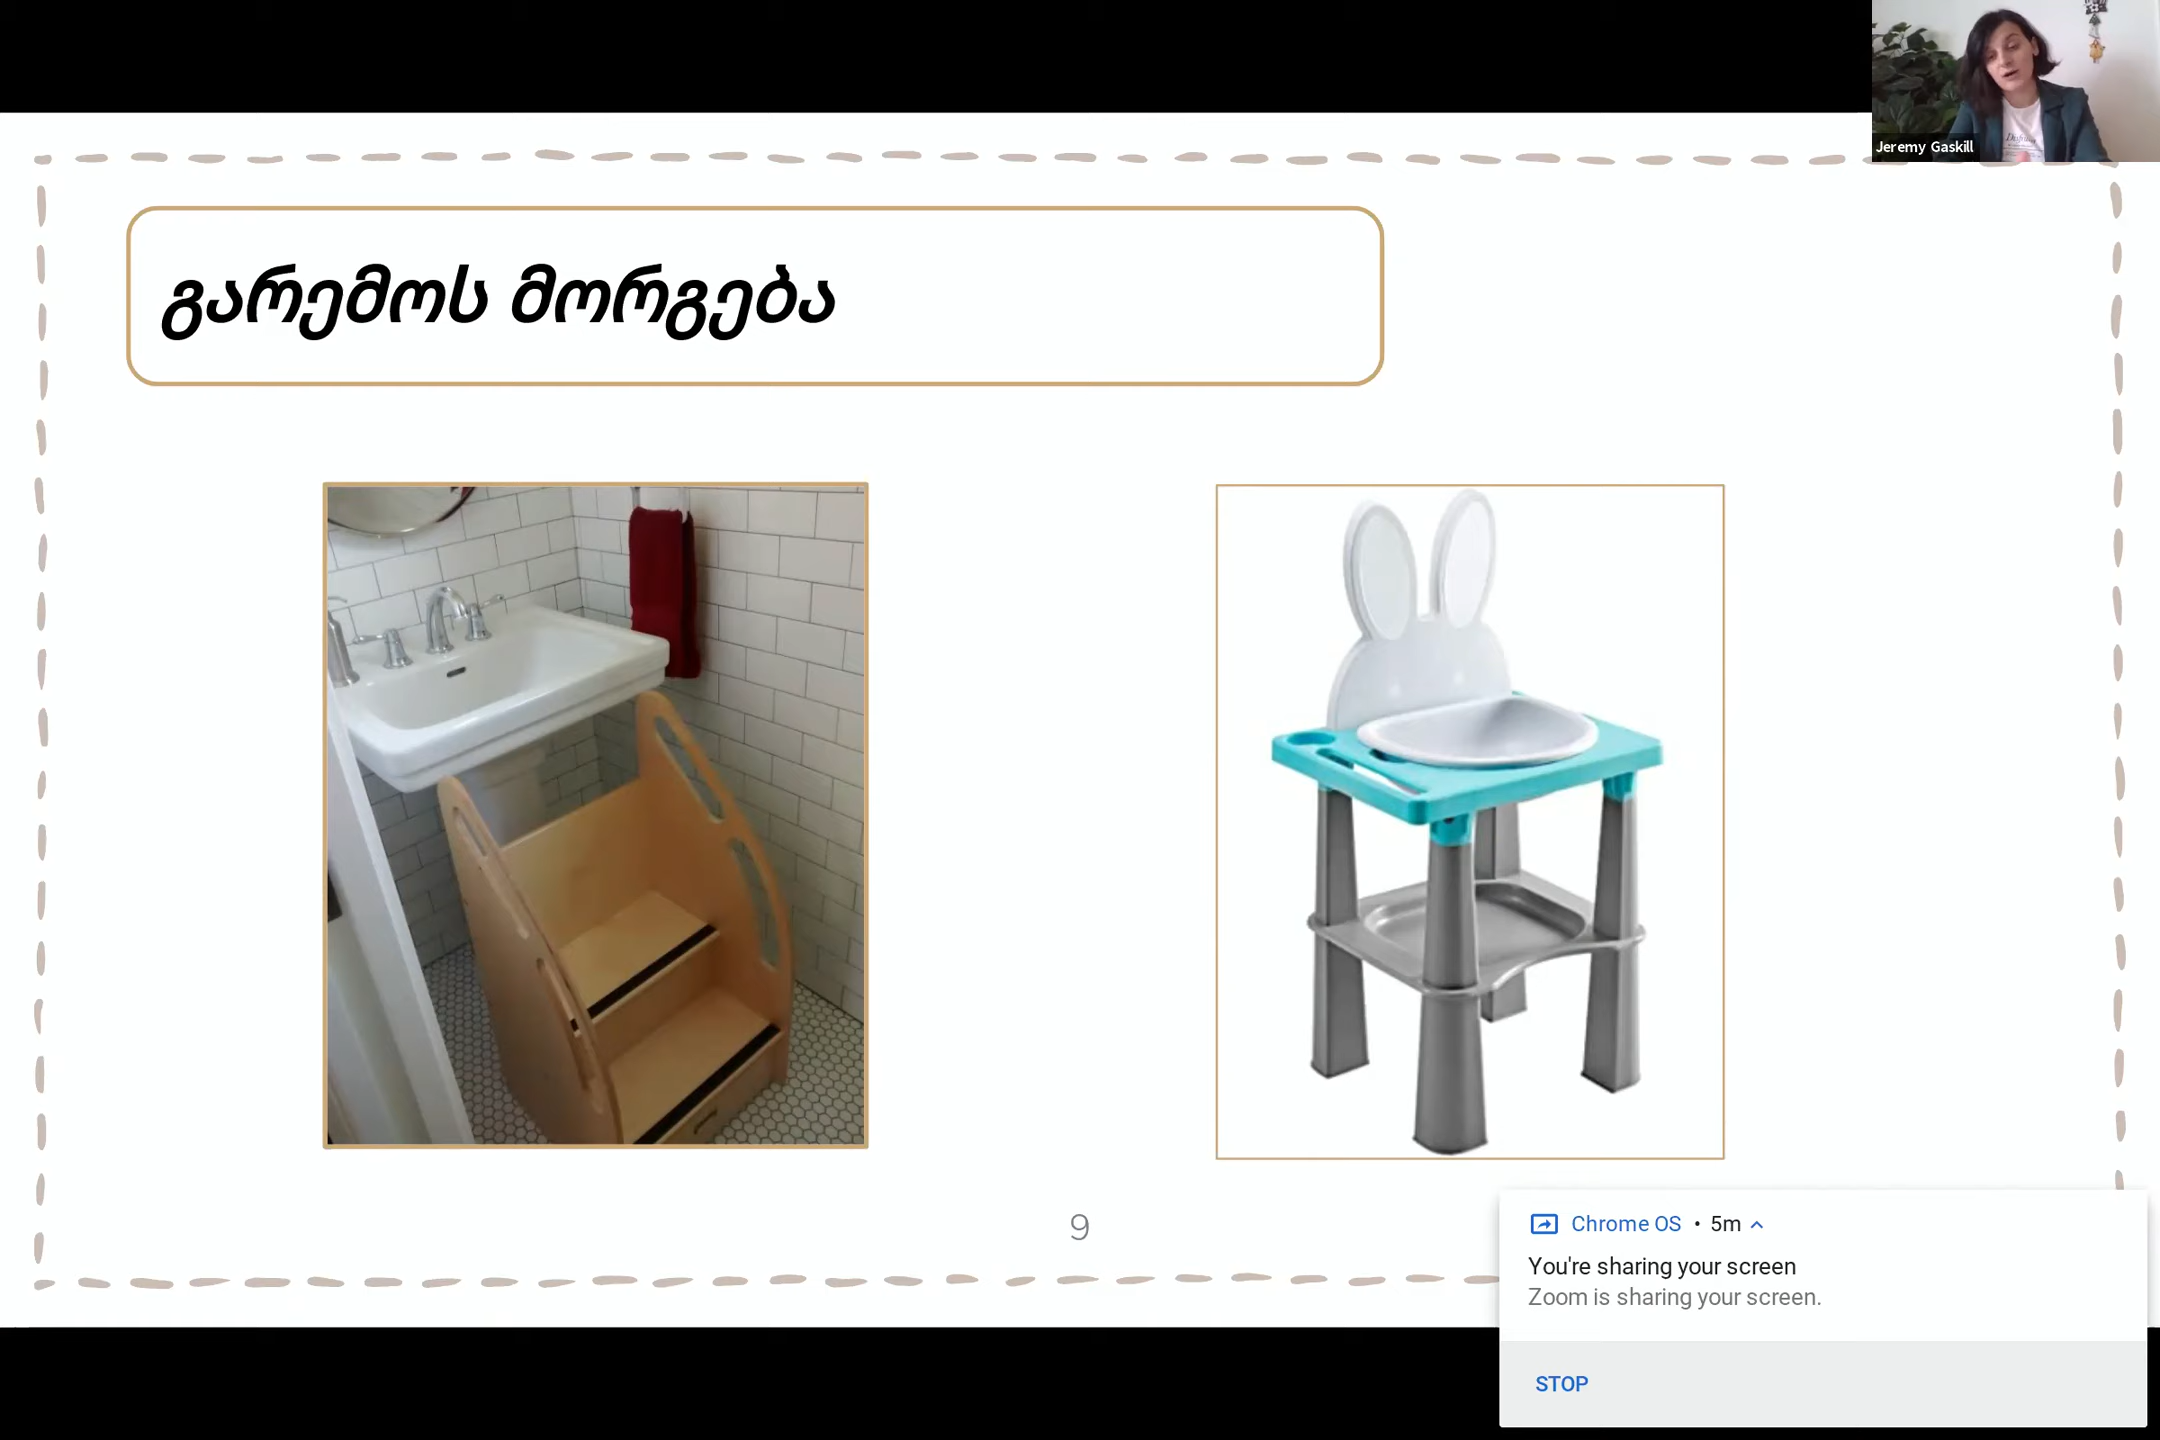 Jeremy Gaskill
გარემოს მორგება
9
Chrome OS • 5m
You're sharing your screen
Zoom is sharing your screen.
STOP